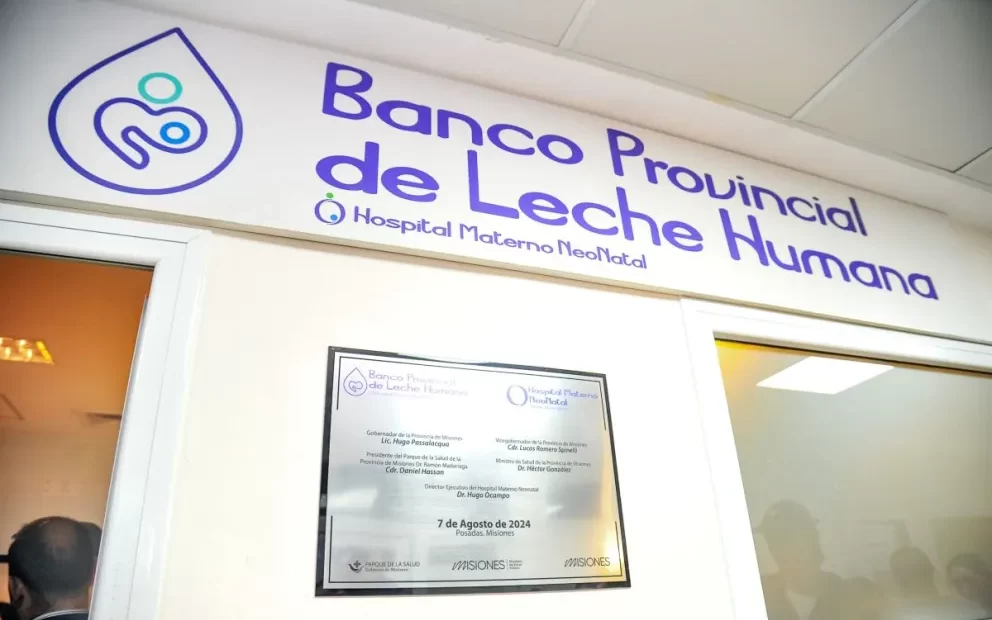 Banco Provincial
de Leche Humana
Hospital Materno NeoNatal
Banco Provincial
de Leche Humana
Hospital Materno
NeoNatal
Gobernador de la Provincia de Misiones
Lic. Hugo Passalacqua
Vicegobernador de la Provincia de Misiones
Cdr. Lucas Romero Spinelli
Presidente del Parque de la Salud de la
Provincia de Misiones Dr. Ramón Madariaga
Cdr. Daniel Hassan
Ministro de Salud de la Provincia de Misiones
Dr. Héctor González
Director Ejecutivo del Hospital Materno Neonatal
Dr. Hugo Ocampo
7 de Agosto de 2024
Posadas, Misiones
PARQUE DE LA SALUD
Gobierno de Misiones
MISIONES
MISIONES